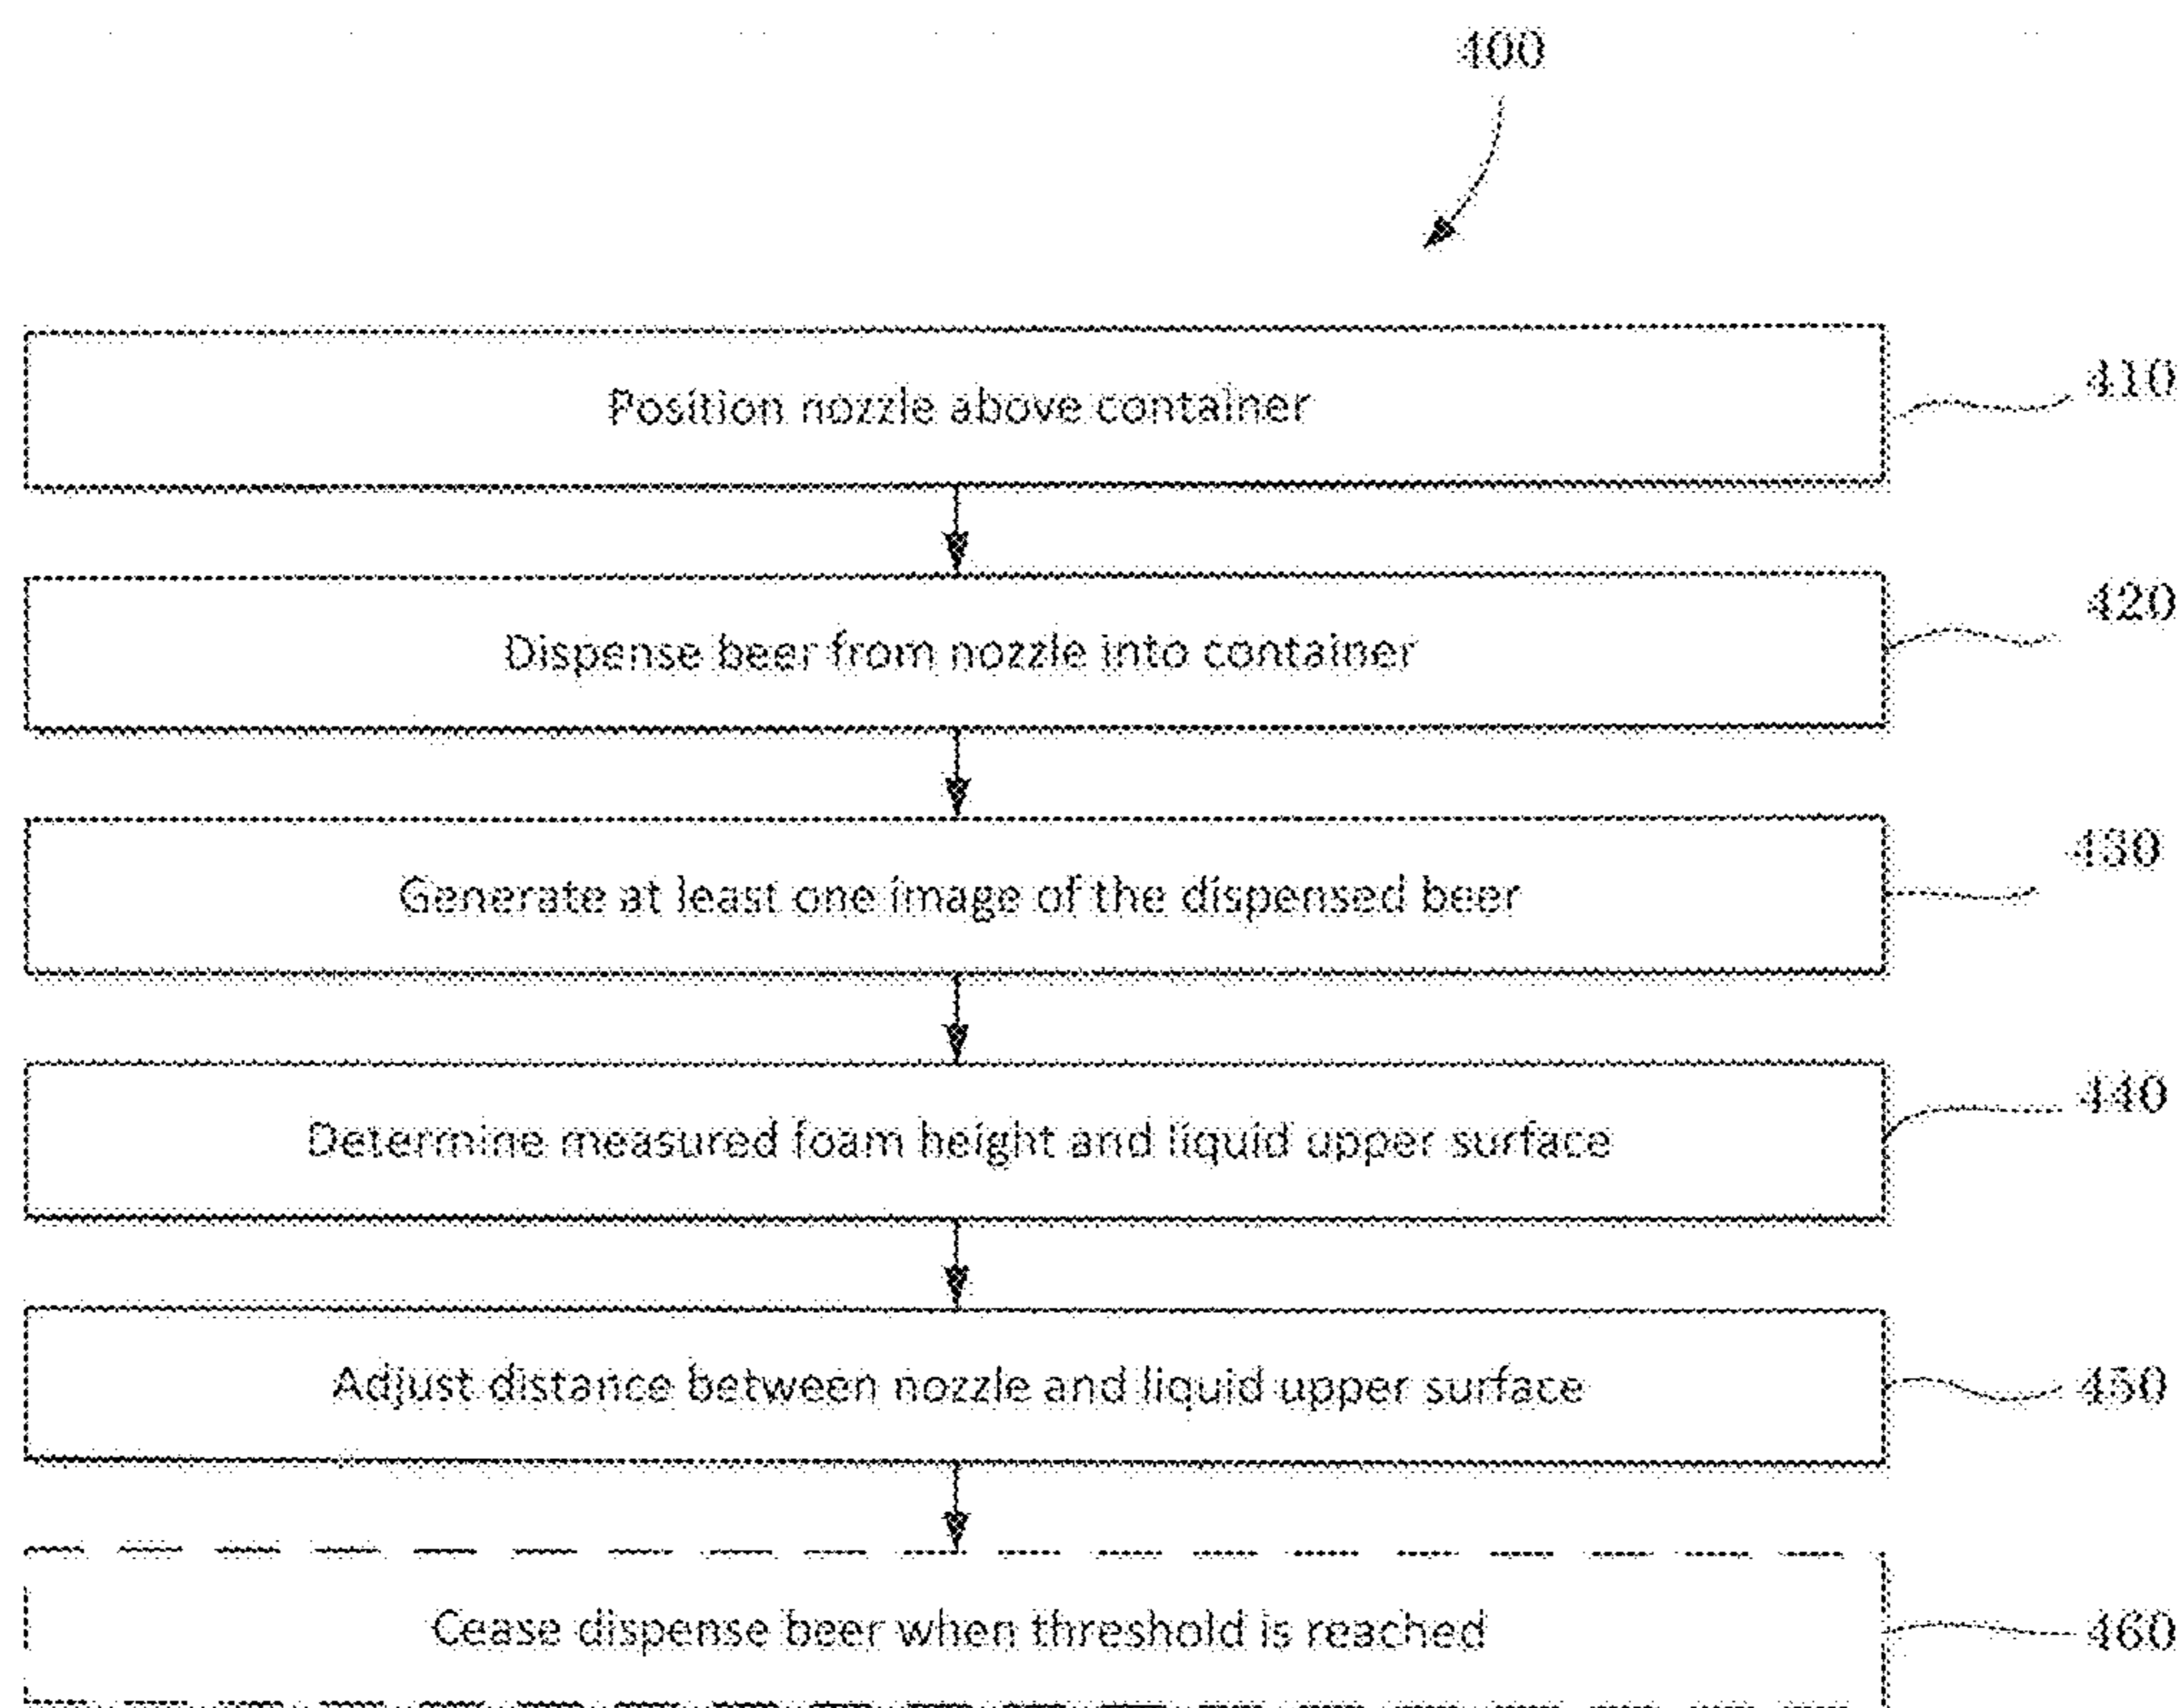 400
Position nozzle above container
410
Dispense beer from nozzle into container
420
Generate at least one image of the dispensed beer
430
Determine measured foam height and liquid upper surface
440
Adjust distance between nozzle and liquid upper surface
450
Cease dispense beer when threshold is reached
460